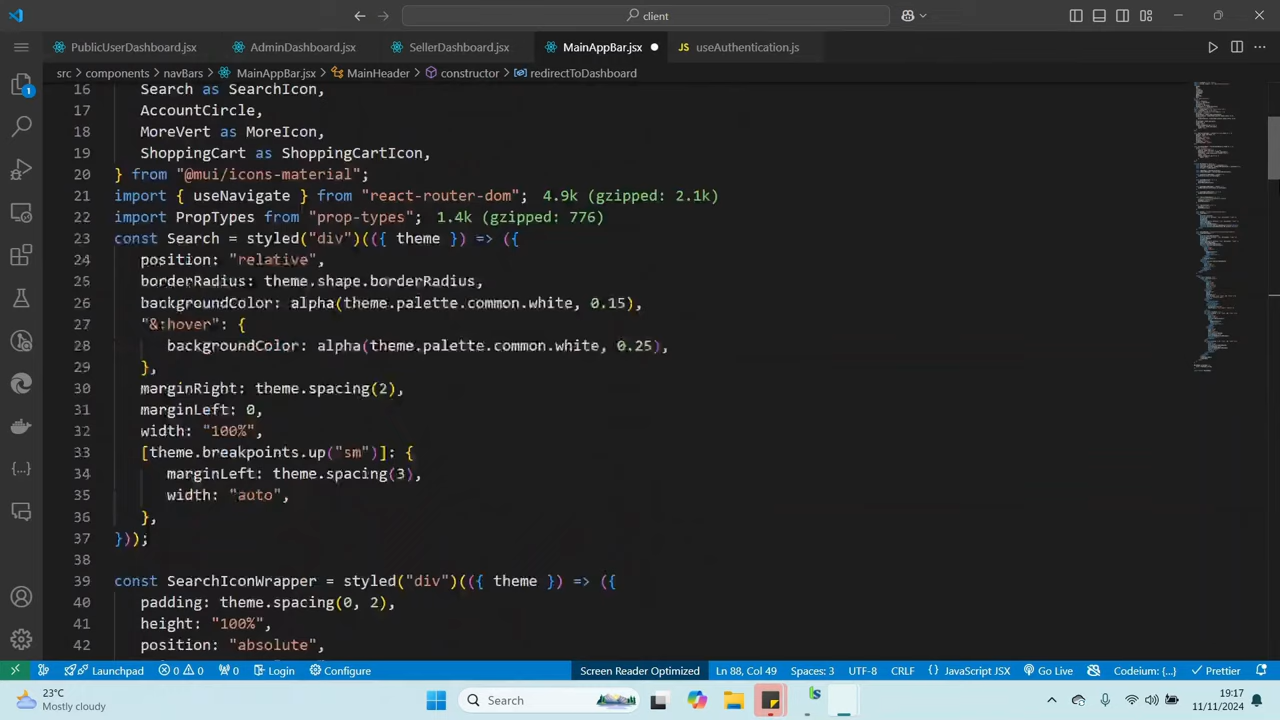 client
PublicUserDashboard.jsx
AdminDashboard.jsx
SellerDashboard.jsx
MainAppBar.jsx
JS useAuthentication.js
src > components > navBars > MainAppBar.jsx > MainHeader > constructor > redirectToDashboard
16 Search as SearchIcon,
17 AccountCircle,
18 MoreVert as MoreIcon,
19 ShoppingCart as ShoppingCartIcon,
20 } from "@mui/icons-material";
21 import { useNavigate } from "react-router-dom"; 4.9k (gzipped: 2.1k)
22 import PropTypes from "prop-types"; 1.4k (gzipped: 776)
23 const Search = styled("div")(({ theme }) => ({
24 position: "relative",
25 borderRadius: theme.shape.borderRadius,
26 backgroundColor: alpha(theme.palette.common.white, 0.15),
27 "&:hover": {
28 backgroundColor: alpha(theme.palette.common.white, 0.25),
29 },
30 marginRight: theme.spacing(2),
31 marginLeft: 0,
32 width: "100%",
33 [theme.breakpoints.up("sm")]: {
34 marginLeft: theme.spacing(3),
35 width: "auto",
36 },
37 }));
38
39 const SearchIconWrapper = styled("div")(({ theme }) => ({
40 padding: theme.spacing(0, 2),
41 height: "100%",
42 position: "absolute",
1
Launchpad 0 0 0 Login Configure Screen Reader Optimized Ln 88, Col 49 Spaces: 3 UTF-8 CRLF {} JavaScript JSX Go Live Codeium: {...} Prettier
23°C
Mostly cloudy
Search
19:17
11/11/2024